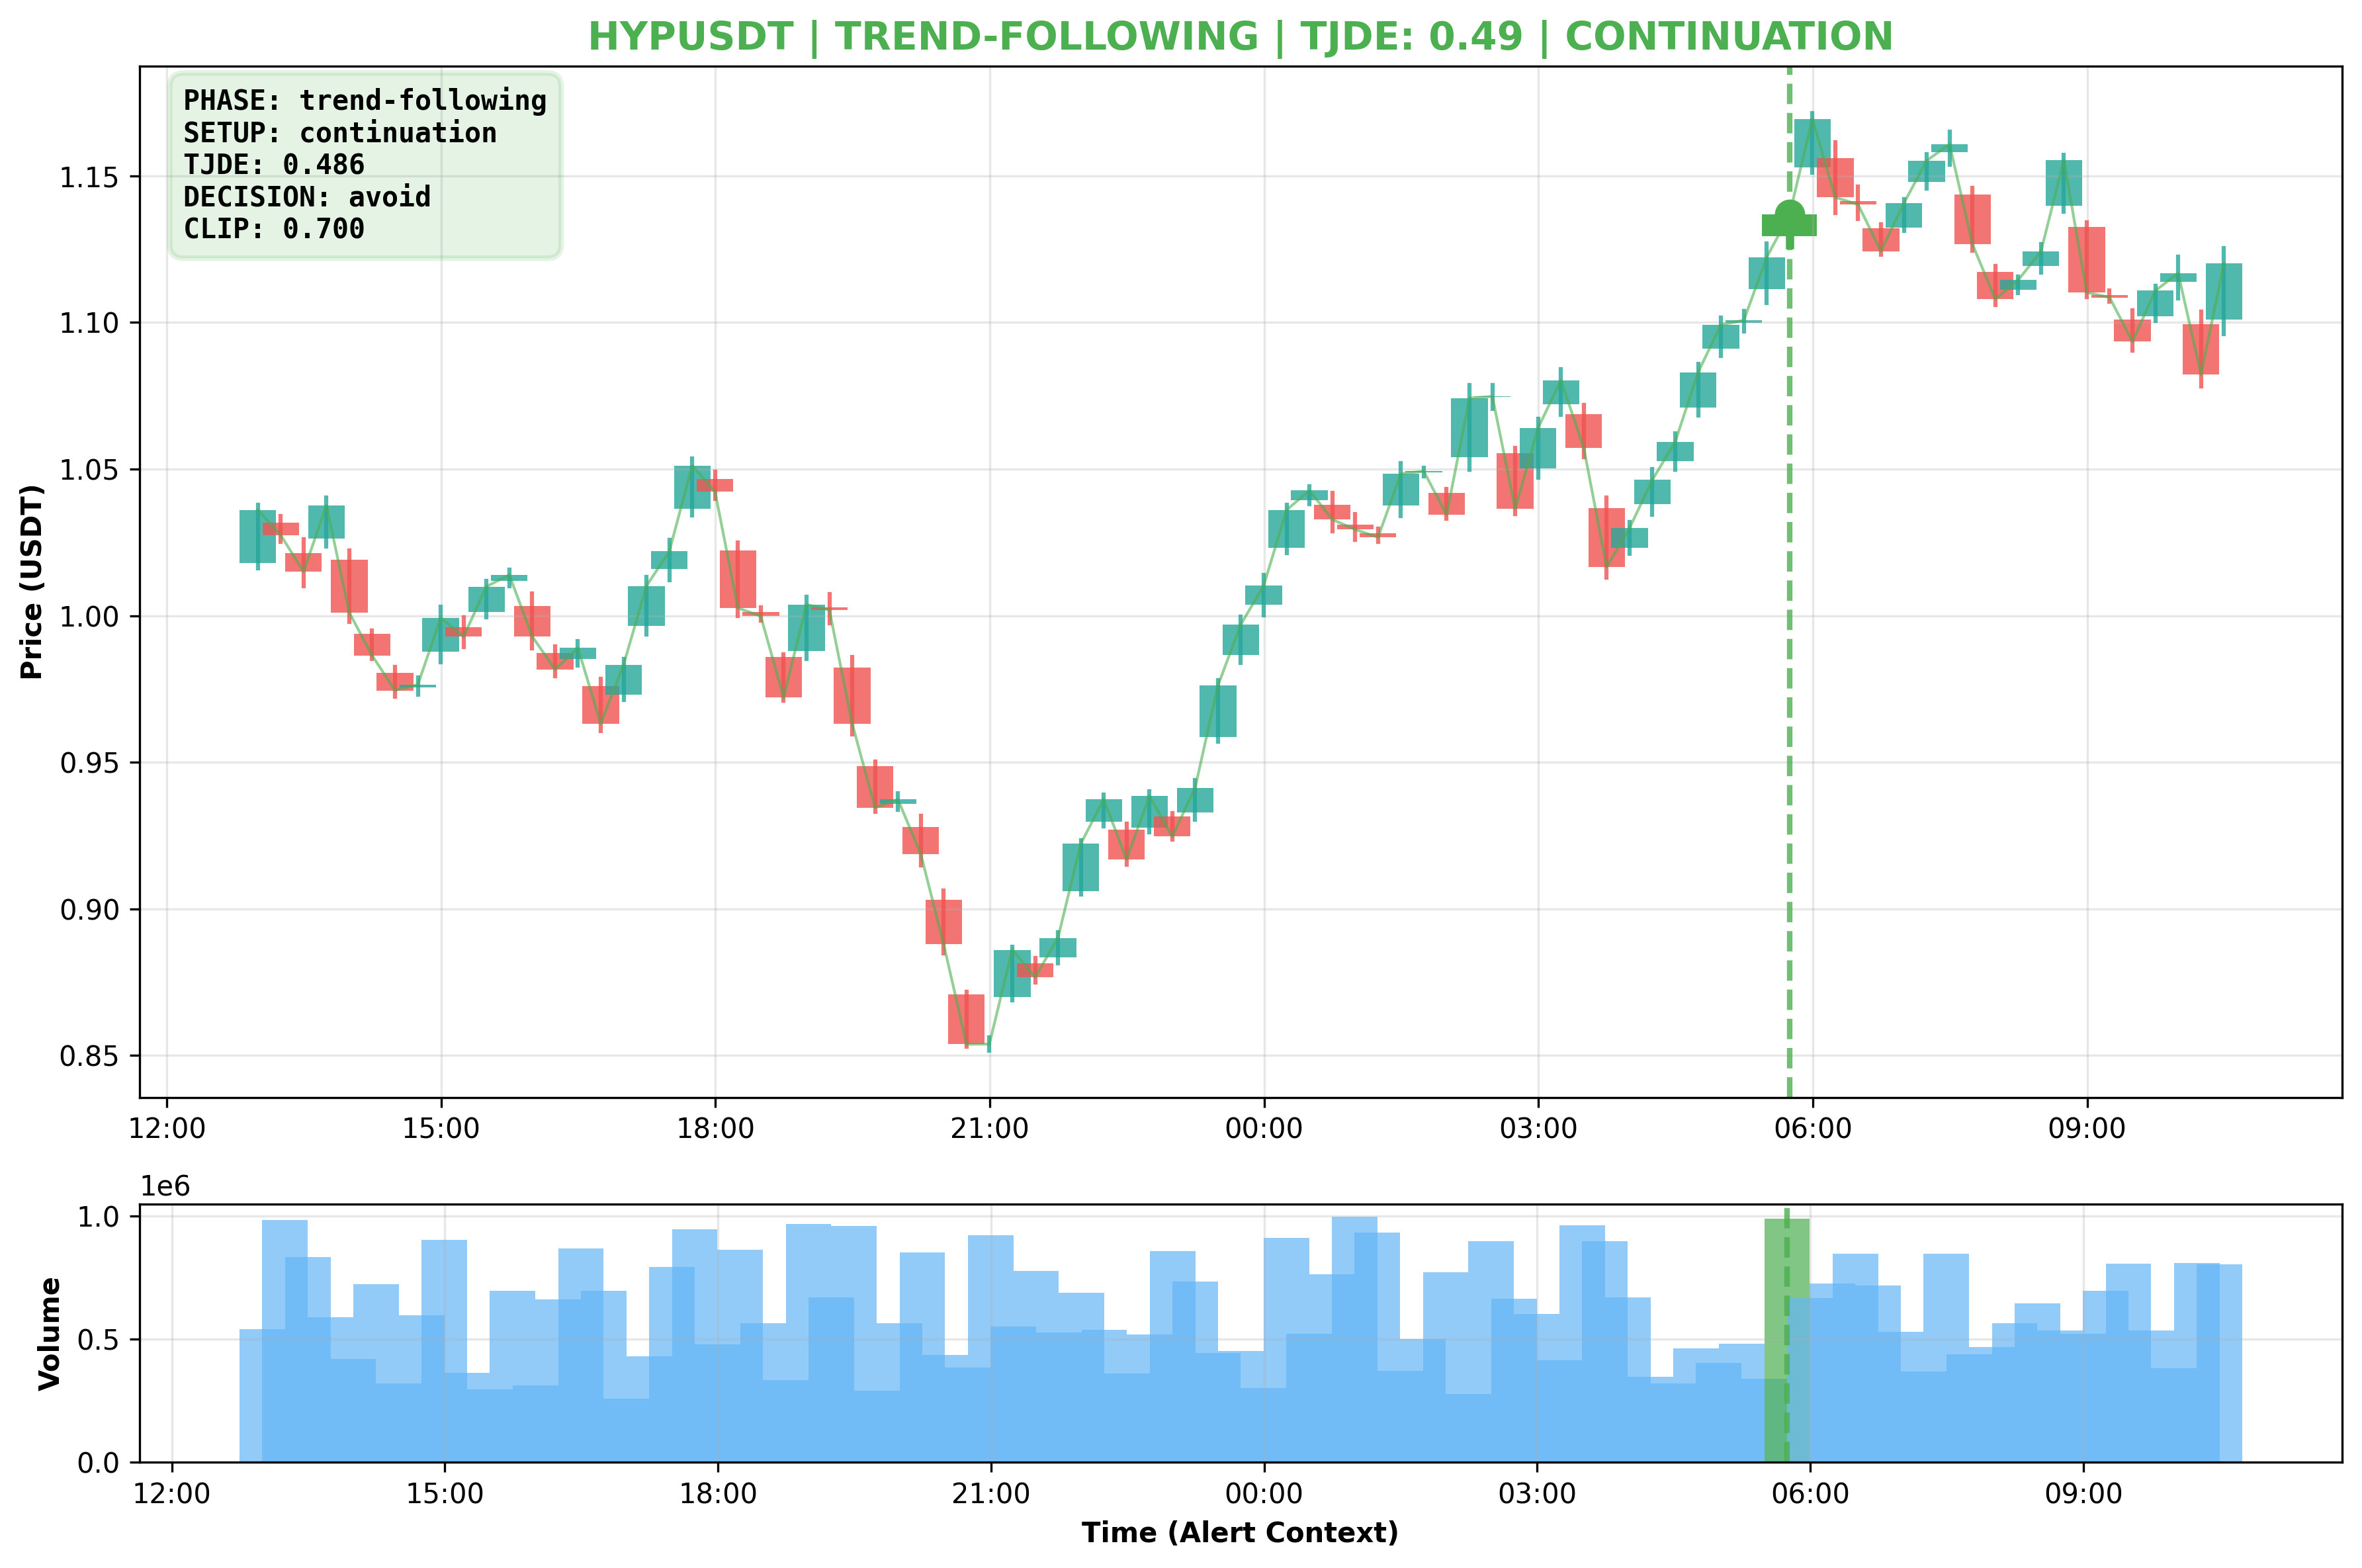 HYPUSDT | TREND-FOLLOWING | TJDE: 0.49 | CONTINUATION
PHASE: trend-following
SETUP: continuation
TJDE: 0.486
DECISION: avoid
CLIP: 0.700
Price (USDT)
1.15
1.10
1.05
1.00
0.95
0.90
0.85
12:00 15:00 18:00 21:00 00:00 03:00 06:00 09:00
1e6
Volume
1.0
0.5
0.0
12:00 15:00 18:00 21:00 00:00 03:00 06:00 09:00
Time (Alert Context)